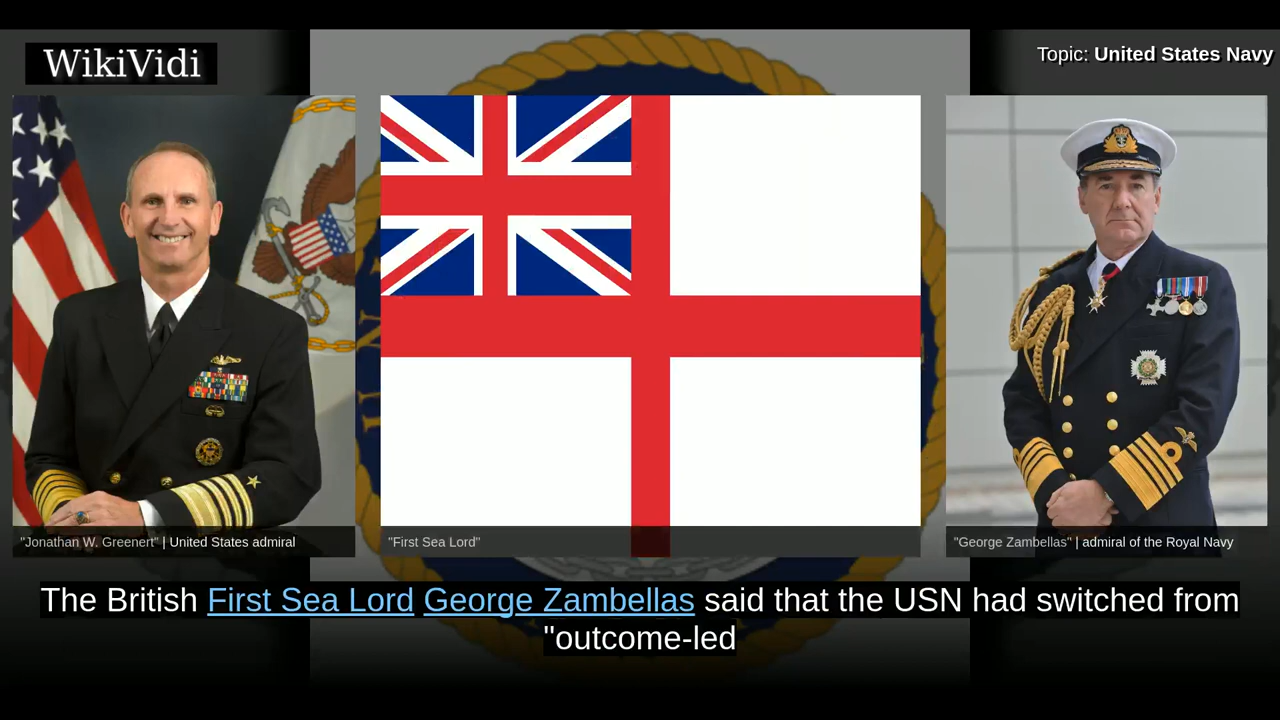 WikiVidi
Topic: United States Navy
"Jonathan W. Greenert" | United States admiral
"First Sea Lord"
"George Zambellas" | admiral of the Royal Navy
The British First Sea Lord George Zambellas said that the USN had switched from
"outcome-led